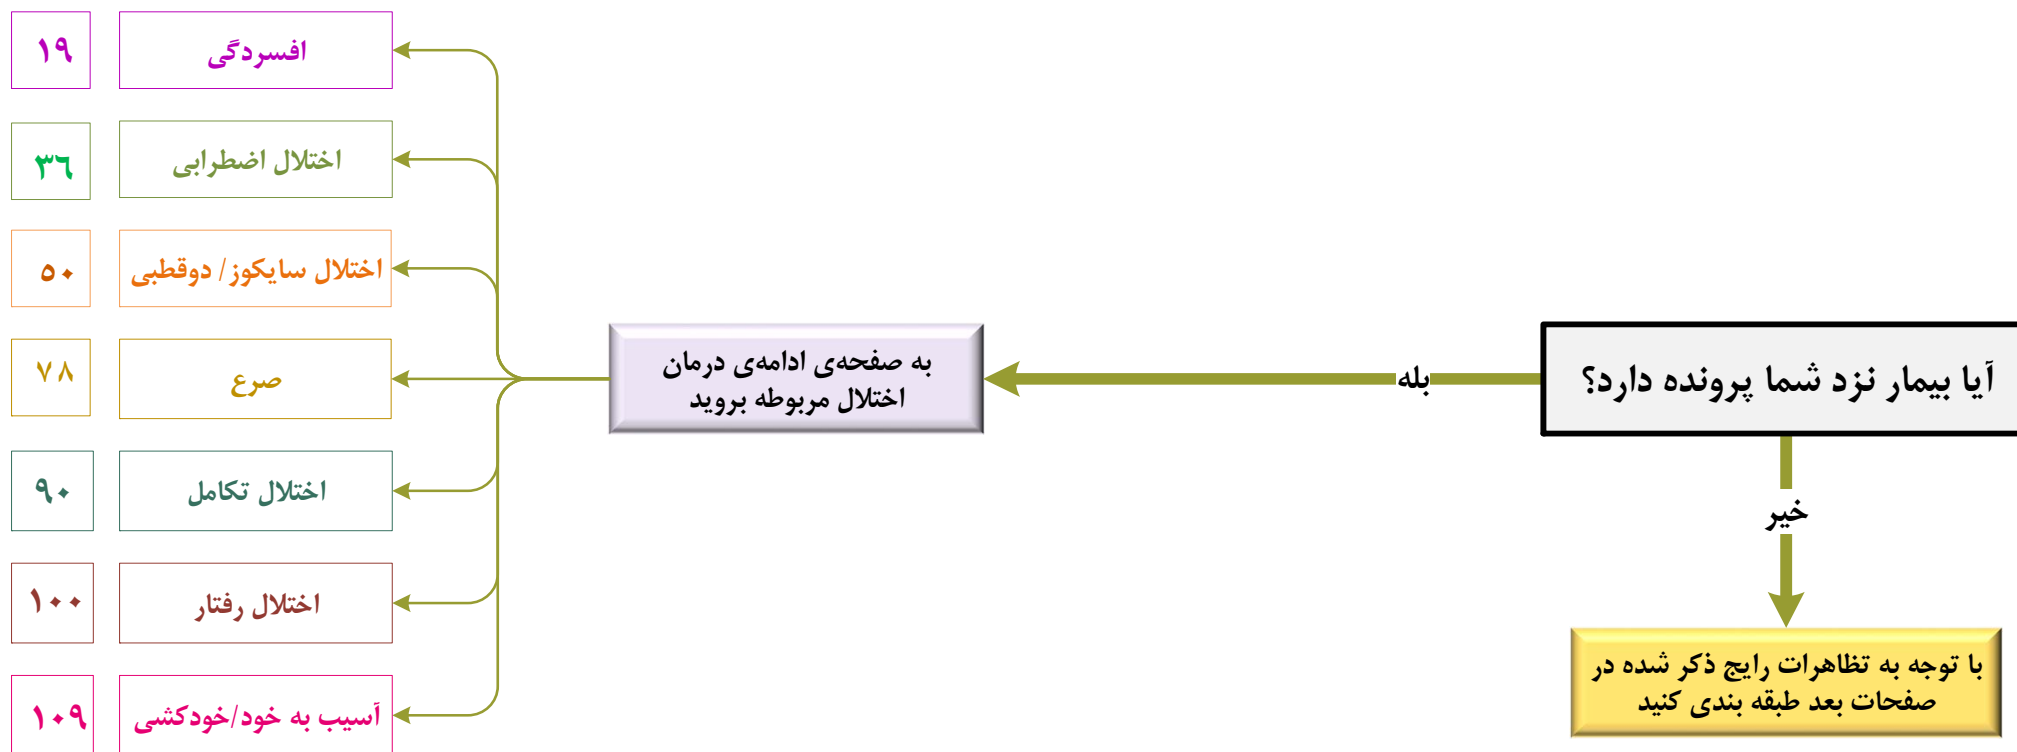 آیا بیمار نزد شما پرونده دارد؟
بله
خیر
با توجه به تظاهرات رایج ذکر شده در
صفحات بعد طبقه بندی کنید
به صفحه‌ی ادامه‌ی درمان
اختلال مربوطه بروید
افسردگی
۱۹
اختلال اضطرابی
۳٦
اختلال سایکوز/ دوقطبی
۵۰
صرع
۷۸
اختلال تکامل
۹۰
اختلال رفتار
۱۰۰
آسیب به خود/خودکشی
۱۰۹